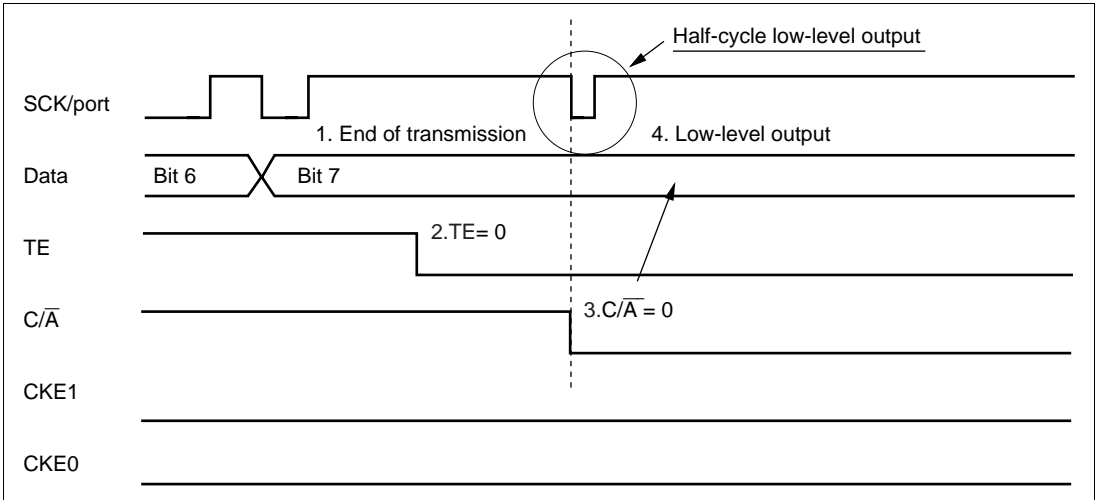 Half-cycle low-level output
SCK/port
1. End of transmission
4. Low-level output
Data
Bit 6
Bit 7
TE
2.TE= 0
C/A̅
3.C/A̅ = 0
CKE1
CKE0